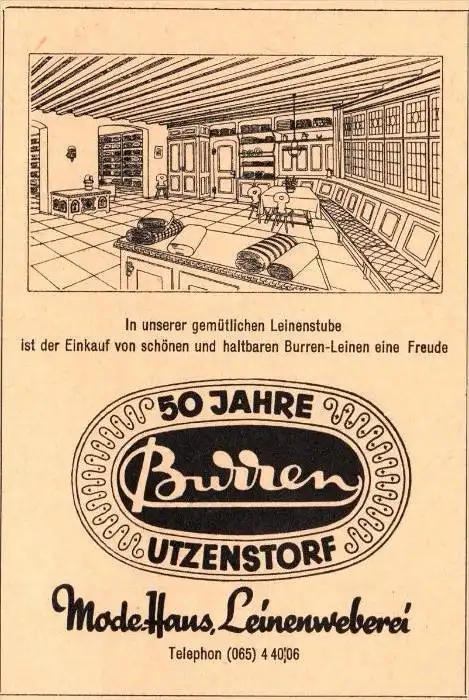 In unserer gemütlichen Leinenstube
ist der Einkauf von schönen und haltbaren Burren-Leinen eine Freude
50 JAHRE
Burren
UTZENSTORF
Mode-Haus, Leinenweberei
Telephon (065) 4 40 06